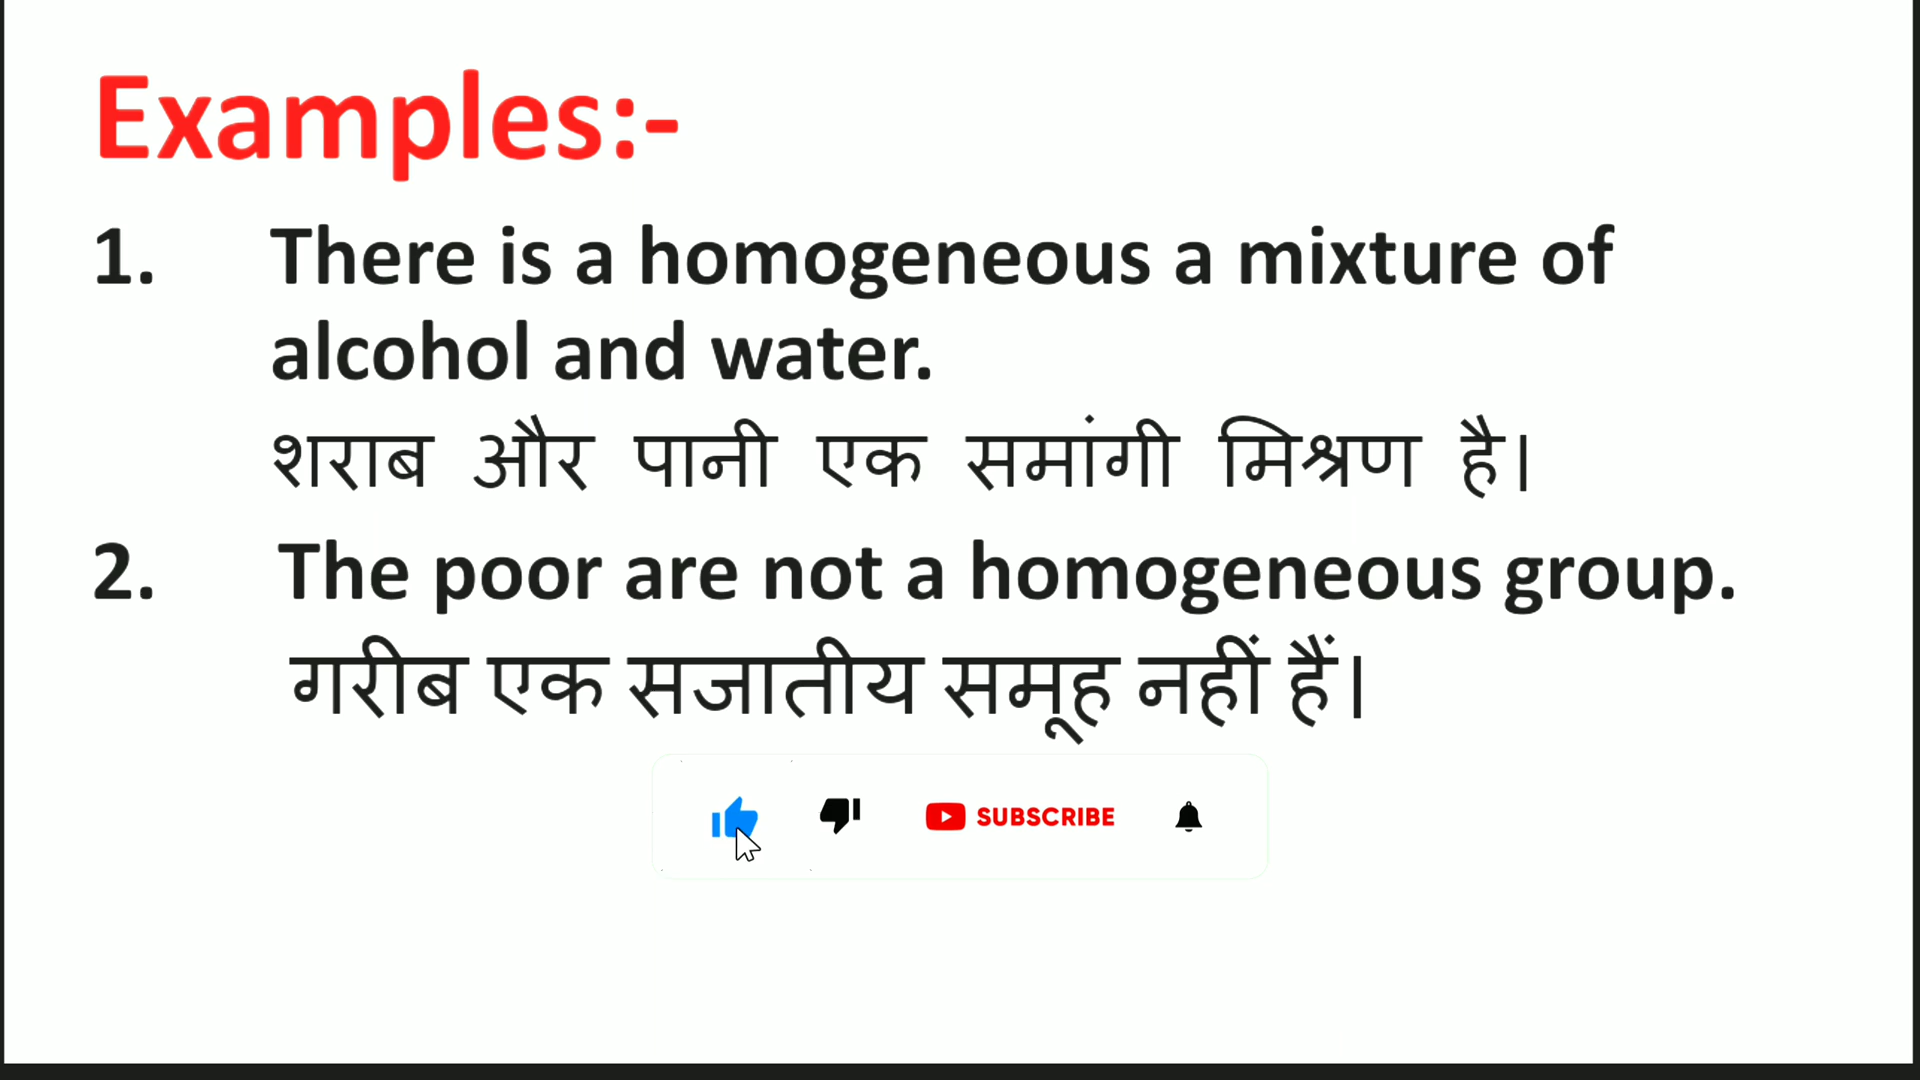 Examples:-
1. There is a homogeneous a mixture of
alcohol and water.
शराब और पानी एक समांगी मिश्रण है।
2. The poor are not a homogeneous group.
गरीब एक सजातीय समूह नहीं हैं।
SUBSCRIBE